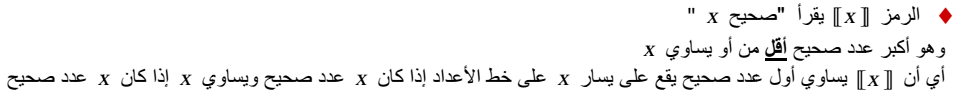 ♦ الرمز ⟦x⟧ يقرأ "صحيح x "
وهو أكبر عدد صحيح أقل من أو يساوي x
أي أن ⟦x⟧ يساوي أول عدد صحيح يقع على يسار x على خط الأعداد إذا كان x عدد صحيح ويساوي x إذا كان x عدد صحيح